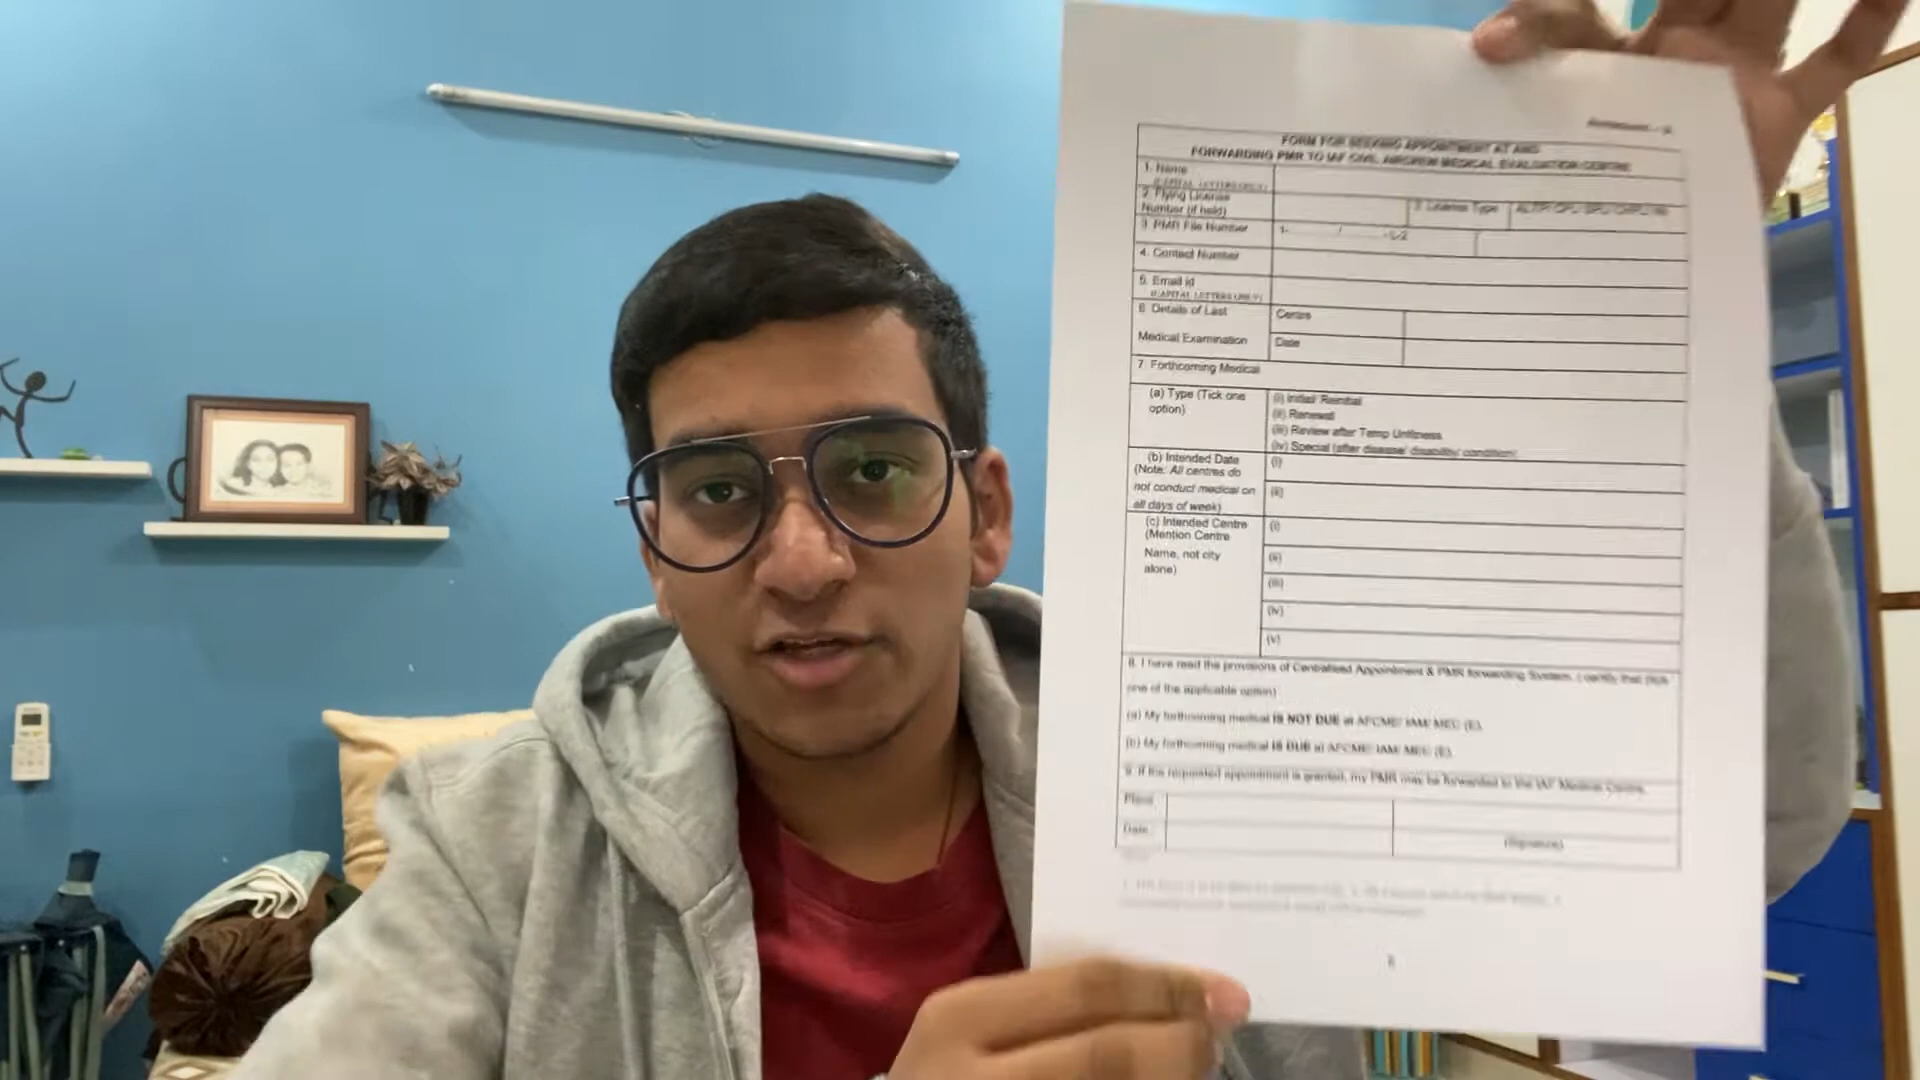 Annexure - A
FORM FOR SEEKING APPOINTMENT AT AND
FORWARDING PMR TO IAF CIVIL AIRCREW MEDICAL EVALUATION CENTRE
1. Name
(CAPITAL LETTERS ONLY)
2. Flying License
Number (if held)
3. License Type
3. PMR File Number
1-
/
-L-2
4. Contact Number
5. Email id
(CAPITAL LETTERS ONLY)
6. Details of Last
Medical Examination
Centre
Date
7. Forthcoming Medical
(a) Type (Tick one
option)
(i) Initial/ Reinitial
(ii) Renewal
(iii) Review after Temp Unfitness
(iv) Special (after disease/ disability/ condition)
(b) Intended Date
(Note: All centres do
not conduct medical on
all days of week)
(i)
(ii)
(c) Intended Centre
(Mention Centre
Name, not city
alone)
(i)
(ii)
(iii)
(iv)
(v)
8. I have read the provisions of Centralised Appointment & PMR forwarding System. I certify that (tick
one of the applicable option)
(a) My forthcoming medical IS NOT DUE at AFCME/ IAM/ MEC (E).
(b) My forthcoming medical IS DUE at AFCME/ IAM/ MEC (E).
9. If the requested appointment is granted, my PMR may be forwarded to the IAF Medical Centre.
Place
Date
(Signature)